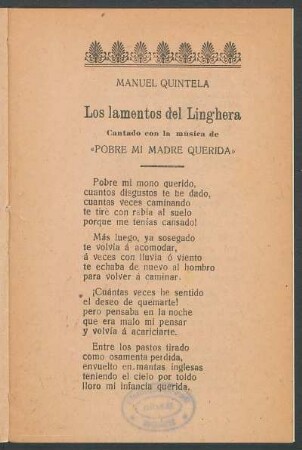 MANUEL QUINTELA
Los lamentos del Linghera
Cantado con la música de
«POBRE MI MADRE QUERIDA»
Pobre mi mono querido,
cuantos disgustos te he dado,
cuantas veces caminando
te tiré con rabia al suelo
porque me tenías cansado!
Más luego, ya sosegado
te volvía á acomodar,
á veces con lluvia ó viento
te echaba de nuevo al hombro
para volver á caminar.
¡Cuántas veces he sentido
el deseo de quemarte!
pero pensaba en la noche
que era malo mi pensar
y volvía á acariciarte.
Entre los pastos tirado
como osamenta perdida,
envuelto en mantas inglesas
teniendo el cielo por toldo
lloro mi infancia querida.